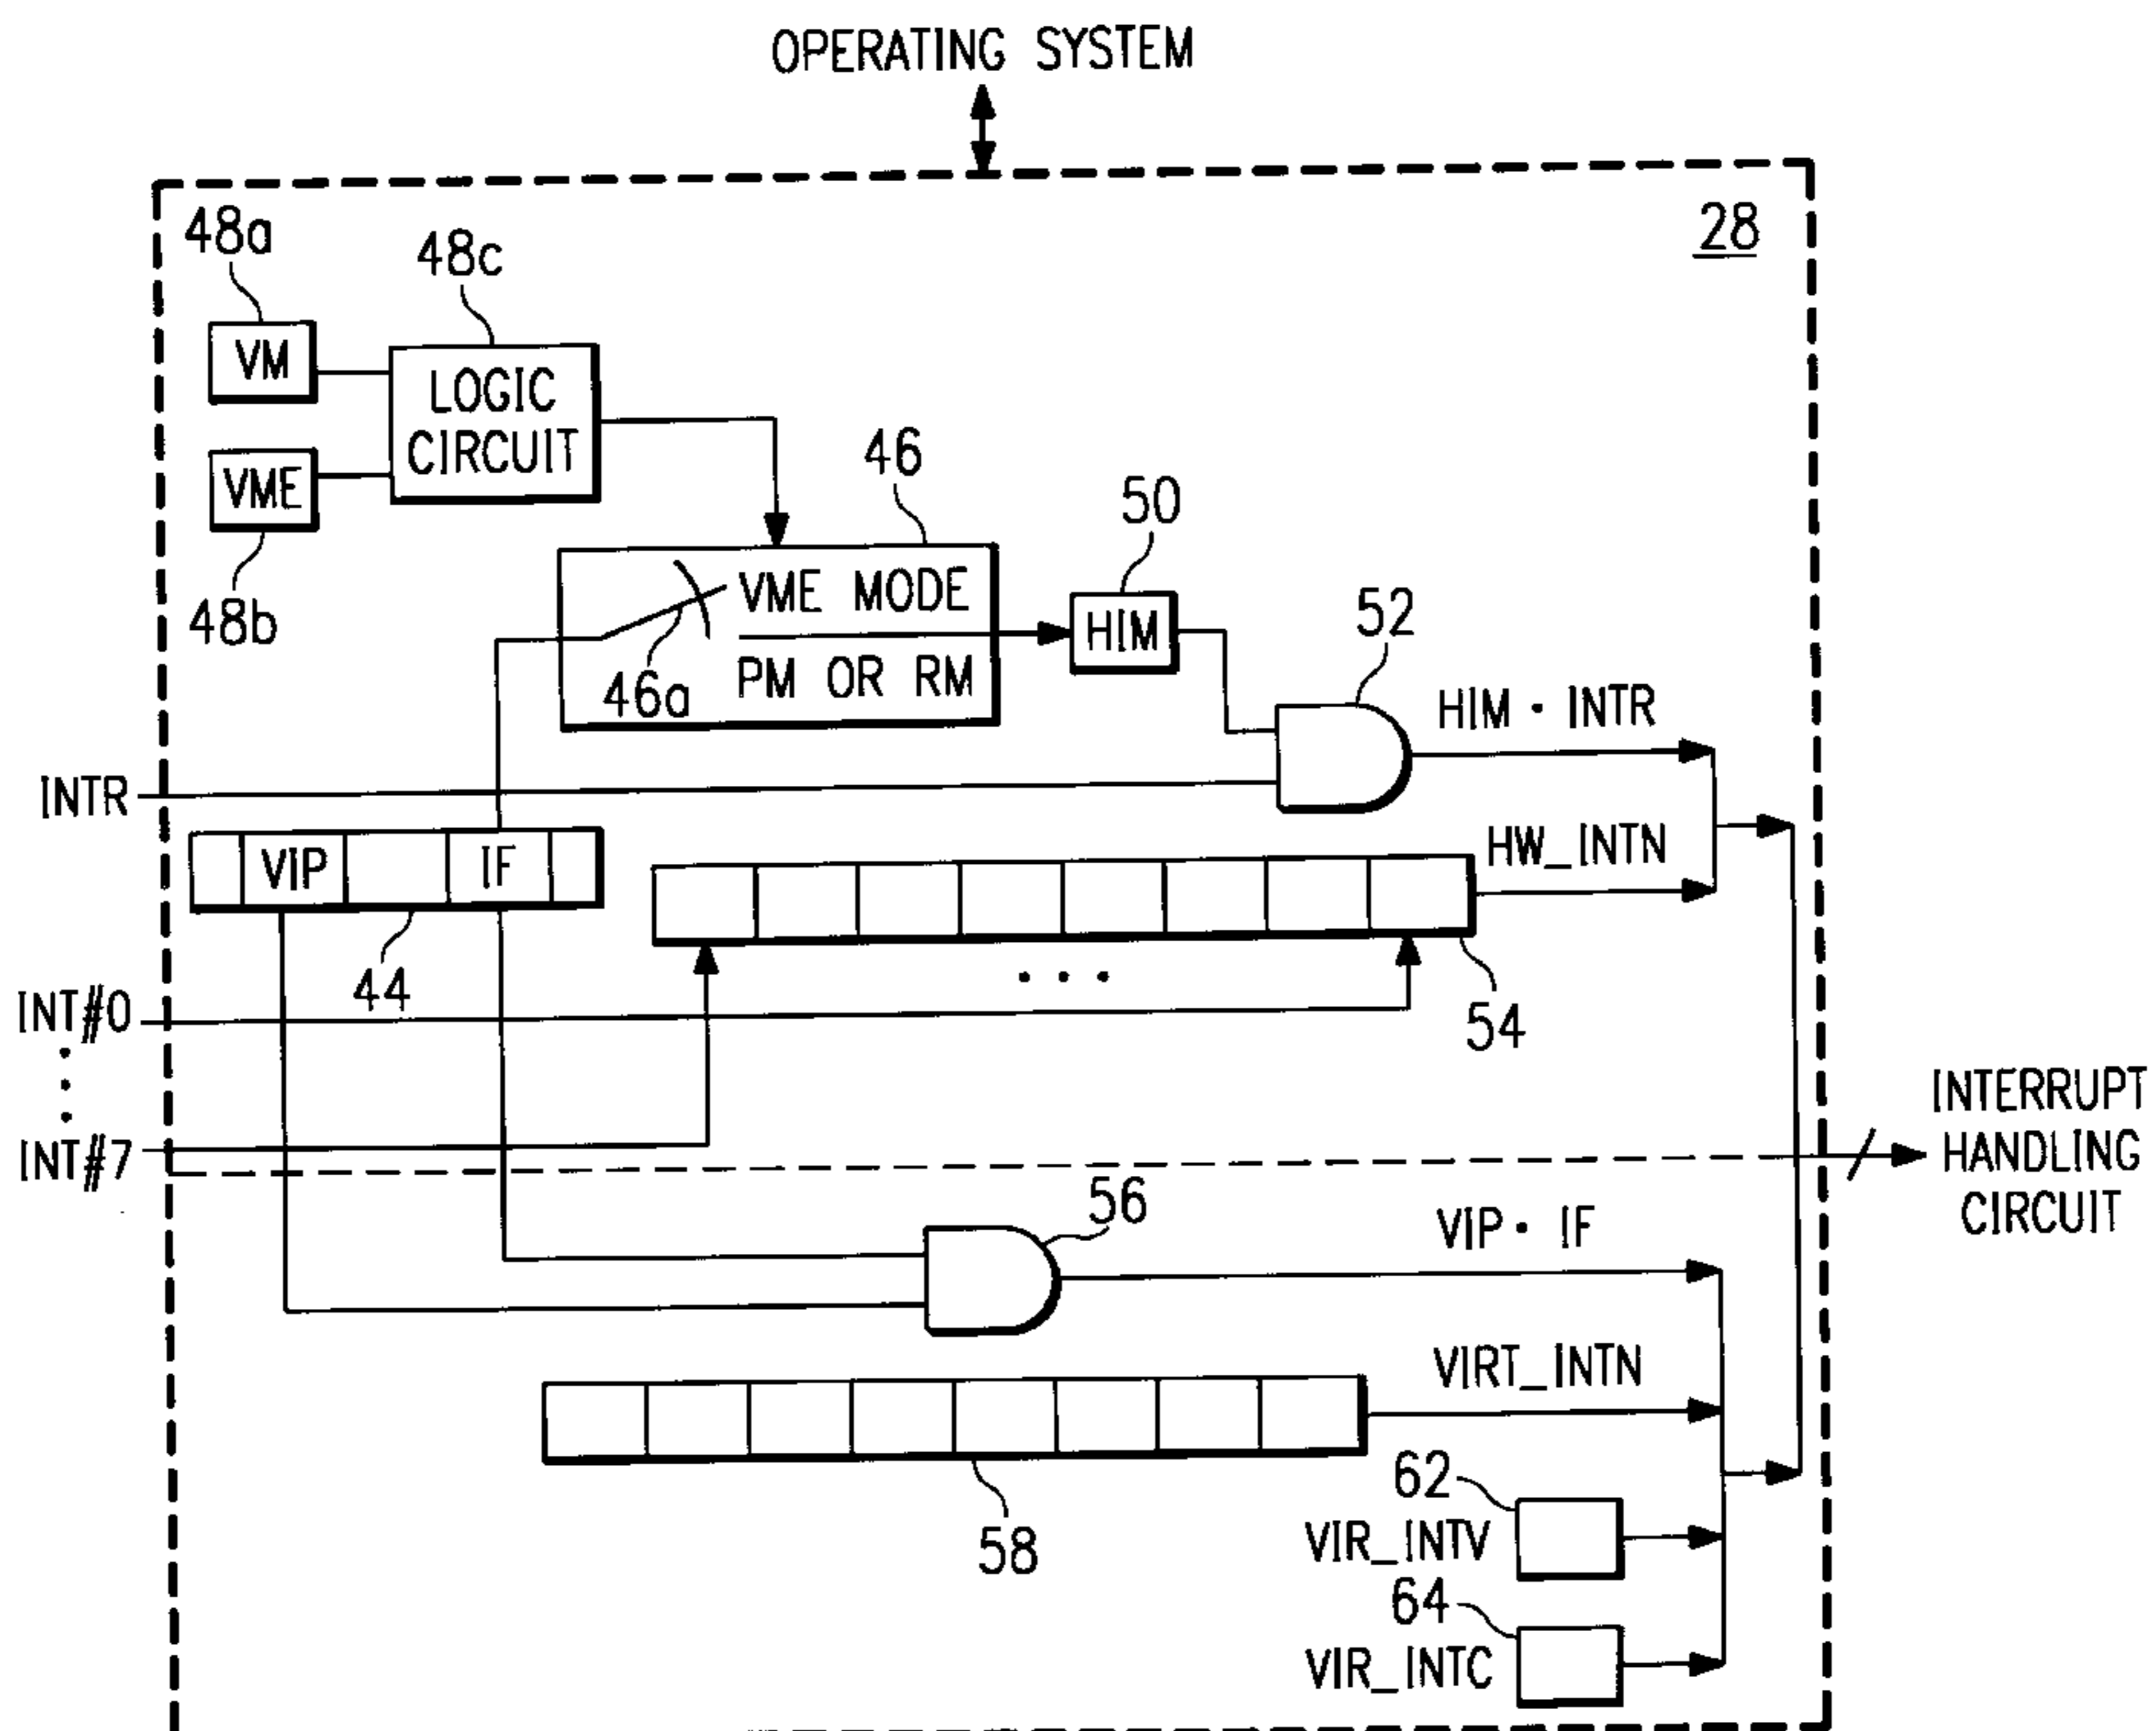 OPERATING SYSTEM
28
48a
48c
VM
LOGIC
CIRCUIT
VME
48b
46
50
VME MODE
HIM
46a
PM OR RM
52
HIM · INTR
INTR
VIP
IF
HW_INTN
44
54
INT#0
...
INT#7
INTERRUPT
HANDLING
CIRCUIT
56
VIP · IF
VIRT_INTN
58
62
VIR_INTV
64
VIR_INTC